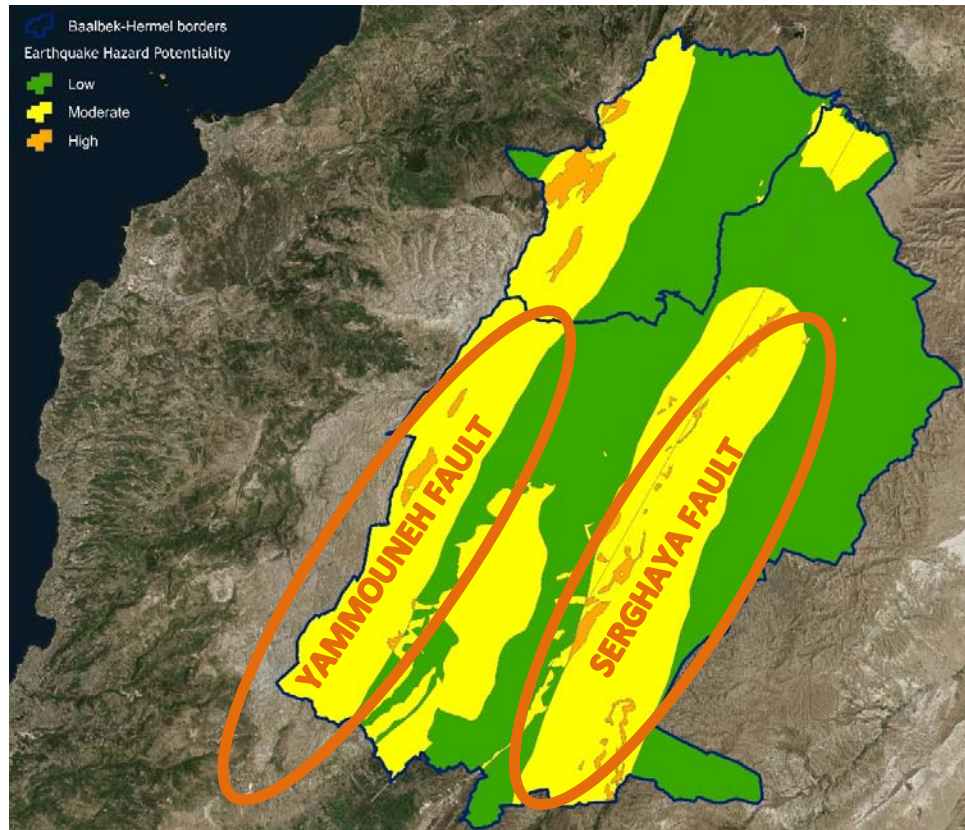 Baalbek-Hermel borders
Earthquake Hazard Potentiality
Low
Moderate
High
YAMMOUNEH FAULT
SERGHAYA FAULT